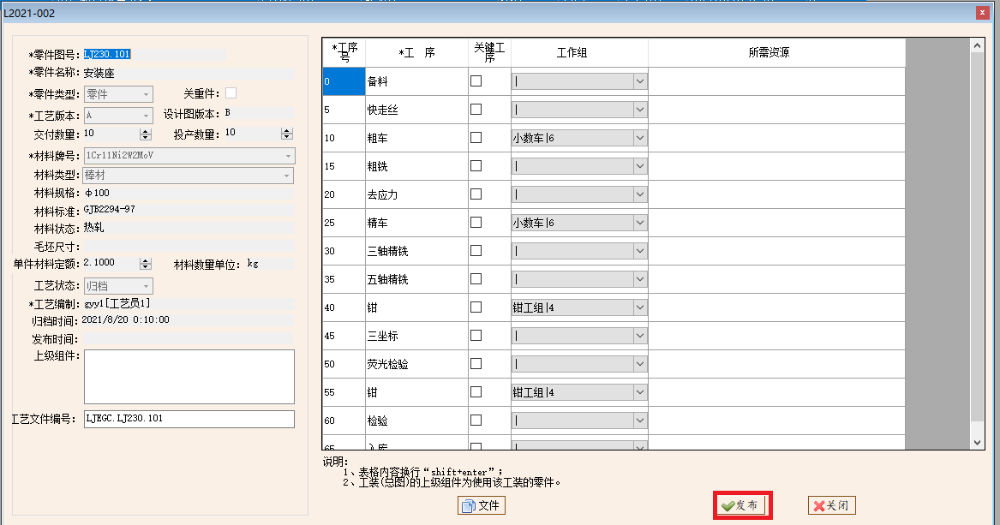 L2021-002
*零件图号: LJ230.101
*零件名称: 安装座
*零件类型: 零件 关重件:
*工艺版本: A 设计图版本: B
交付数量: 10 投产数量: 10
*材料牌号: 1Cr11Ni2W2MoV
材料类型: 棒材
材料规格: φ100
材料标准: GJB2294-97
材料状态: 热轧
毛坯尺寸:
单件材料定额: 2.1000 材料数量单位: kg
工艺状态: 归档
*工艺编制: gyy1[工艺员1]
归档时间: 2021/8/20 0:10:00
发布时间:
上级组件:
工艺文件编号: LJEGC.LJ230.101
*工序号 *工 序 关键工序 工作组 所需资源
0 备料 |
5 快走丝 |
10 粗车 小数车|6
15 粗铣 |
20 去应力 |
25 精车 小数车|6
30 三轴精铣 |
35 五轴精铣 |
40 钳 钳工组|4
45 三坐标 |
50 荧光检验 |
55 钳 钳工组|4
60 检验 |
65 入库 |
说明:
1、表格内容换行“shift+enter”;
2、工装(总图)的上级组件为使用该工装的零件。
文件 发布 关闭